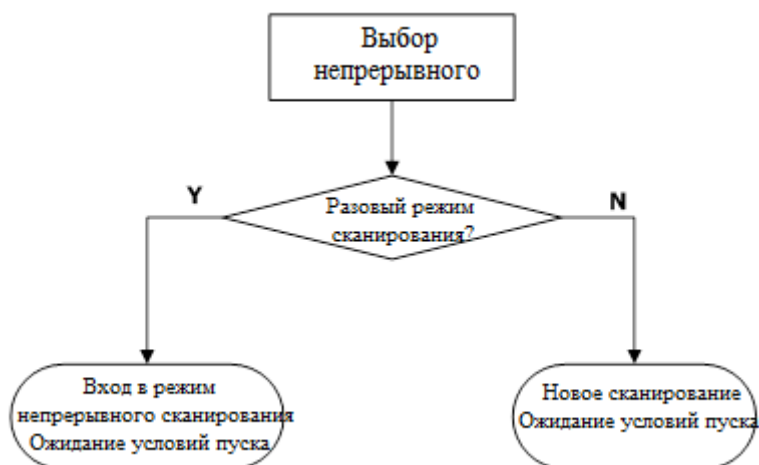 Выбор
непрерывного
Разовый режим
сканирования?
Y
N
Вход в режим
непрерывного сканирования
Ожидание условий пуска
Новое сканирование
Ожидание условий пуска